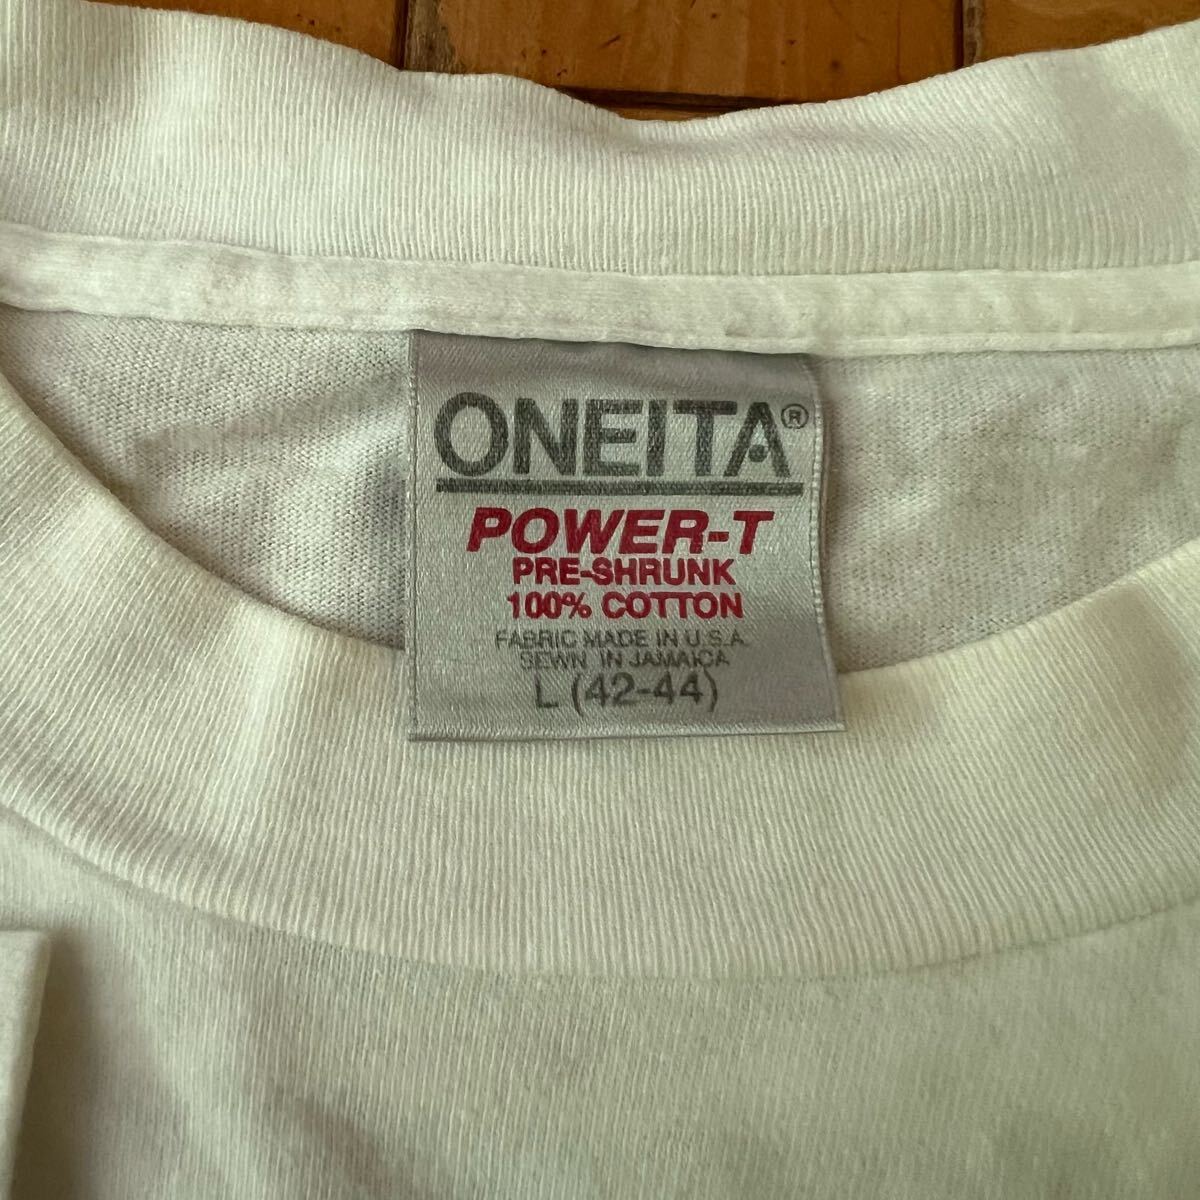 ONEITA®
POWER-T
PRE-SHRUNK
100% COTTON
FABRIC MADE IN U.S.A.
SEWN IN JAMAICA
L (42-44)